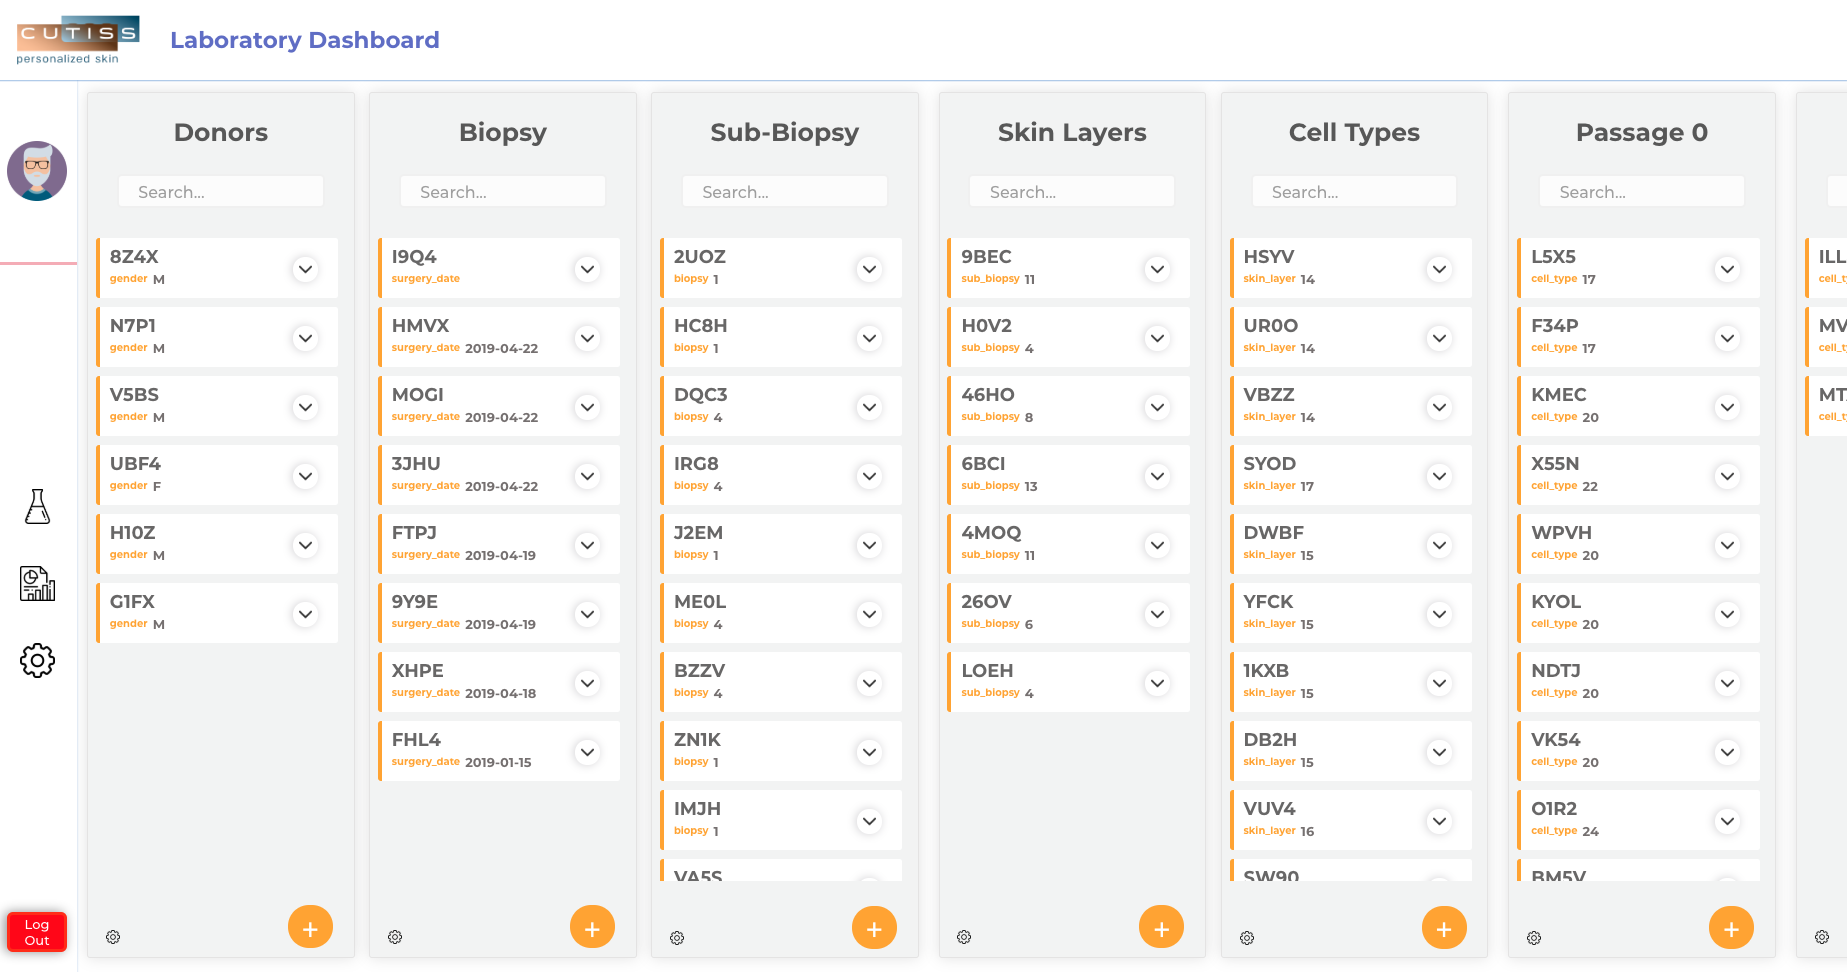 CUTISS
personalized skin
Laboratory Dashboard
Donors
Search...
8Z4X
gender M
N7P1
gender M
V5BS
gender M
UBF4
gender F
H10Z
gender M
G1FX
gender M
+
Biopsy
Search...
I9Q4
surgery_date
HMVX
surgery_date 2019-04-22
MOGI
surgery_date 2019-04-22
3JHU
surgery_date 2019-04-22
FTPJ
surgery_date 2019-04-19
9Y9E
surgery_date 2019-04-19
XHPE
surgery_date 2019-04-18
FHL4
surgery_date 2019-01-15
+
Sub-Biopsy
Search...
2UOZ
biopsy 1
HC8H
biopsy 1
DQC3
biopsy 4
IRG8
biopsy 4
J2EM
biopsy 1
ME0L
biopsy 4
BZZV
biopsy 4
ZN1K
biopsy 1
IMJH
biopsy 1
VA5S
+
Skin Layers
Search...
9BEC
sub_biopsy 11
H0V2
sub_biopsy 4
46HO
sub_biopsy 8
6BCI
sub_biopsy 13
4MOQ
sub_biopsy 11
26OV
sub_biopsy 6
LOEH
sub_biopsy 4
+
Cell Types
Search...
HSYV
skin_layer 14
UR0O
skin_layer 14
VBZZ
skin_layer 14
SYOD
skin_layer 17
DWBF
skin_layer 15
YFCK
skin_layer 15
1KXB
skin_layer 15
DB2H
skin_layer 15
VUV4
skin_layer 16
SW90
+
Passage 0
Search...
L5X5
cell_type 17
F34P
cell_type 17
KMEC
cell_type 20
X55N
cell_type 22
WPVH
cell_type 20
KYOL
cell_type 20
NDTJ
cell_type 20
VK54
cell_type 20
O1R2
cell_type 24
BM5V
+
ILL
MV
Log
Out